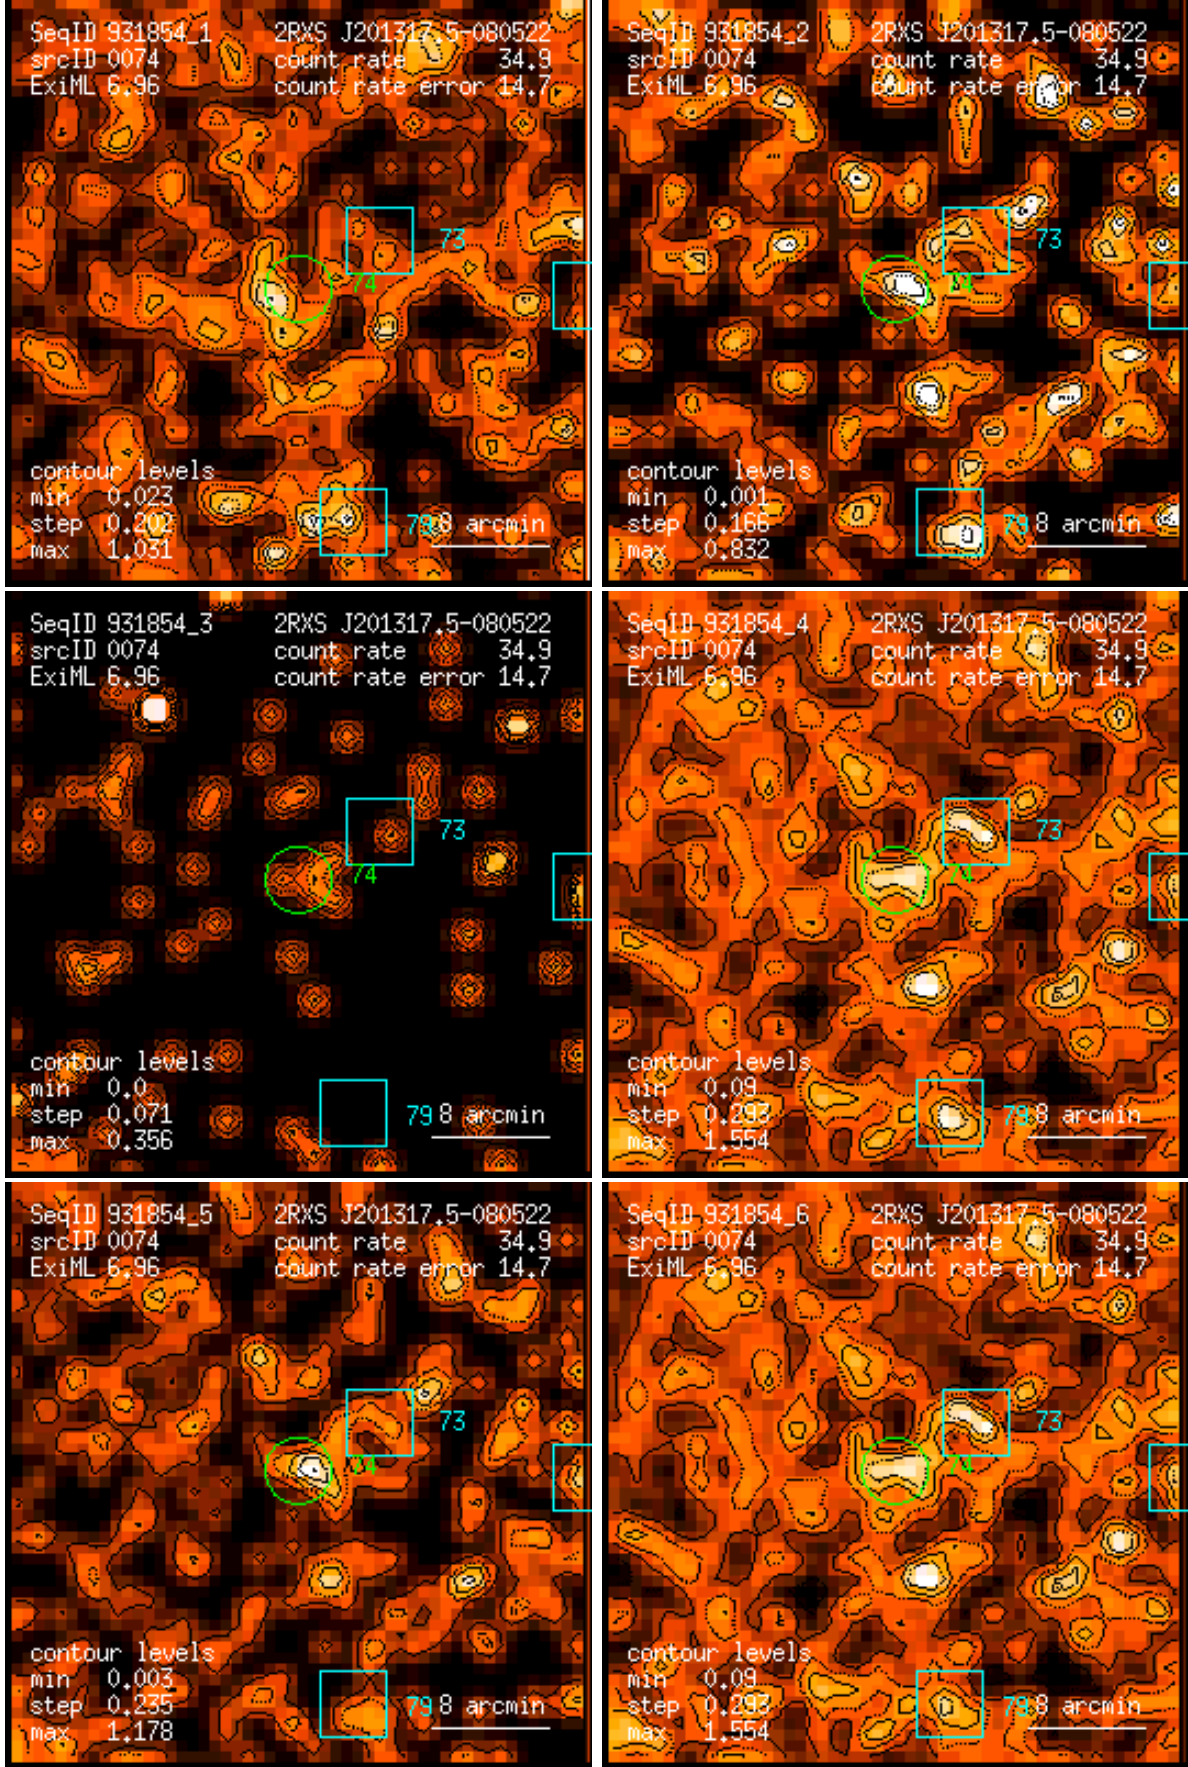 SeqID 931854_1 2RXS J201317.5-080522
srcID 0074 count rate 34.9
ExiML 6.96 count rate error 14.7
73
74
contour levels
min 0.023
step 0.202 79 8 arcmin
max 1.031
SeqID 931854_2 2RXS J201317.5-080522
srcID 0074 count rate 34.9
ExiML 6.96 count rate error 14.7
73
74
contour levels
min 0.001
step 0.166 79 8 arcmin
max 0.832
SeqID 931854_3 2RXS J201317.5-080522
srcID 0074 count rate 34.9
ExiML 6.96 count rate error 14.7
73
74
contour levels
min 0.0
step 0.071 79 8 arcmin
max 0.356
SeqID 931854_4 2RXS J201317.5-080522
srcID 0074 count rate 34.9
ExiML 6.96 count rate error 14.7
73
74
contour levels
min 0.09
step 0.293 79 8 arcmin
max 1.554
SeqID 931854_5 2RXS J201317.5-080522
srcID 0074 count rate 34.9
ExiML 6.96 count rate error 14.7
73
74
contour levels
min 0.003
step 0.235 79 8 arcmin
max 1.178
SeqID 931854_6 2RXS J201317.5-080522
srcID 0074 count rate 34.9
ExiML 6.96 count rate error 14.7
73
74
contour levels
min 0.09
step 0.293 79 8 arcmin
max 1.554